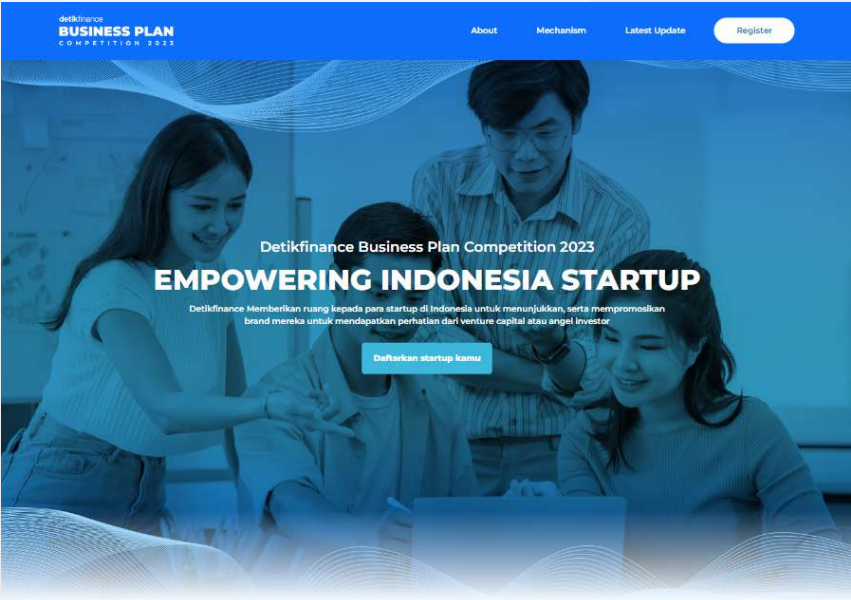 detikfinance
BUSINESS PLAN
COMPETITION 2023
About
Mechanism
Latest Update
Register
Detikfinance Business Plan Competition 2023
EMPOWERING INDONESIA STARTUP
Detikfinance Memberikan ruang kepada para startup di Indonesia untuk menunjukkan, serta mempromosikan
brand mereka untuk mendapatkan perhatian dari venture capital atau angel investor
Daftarkan startup kamu